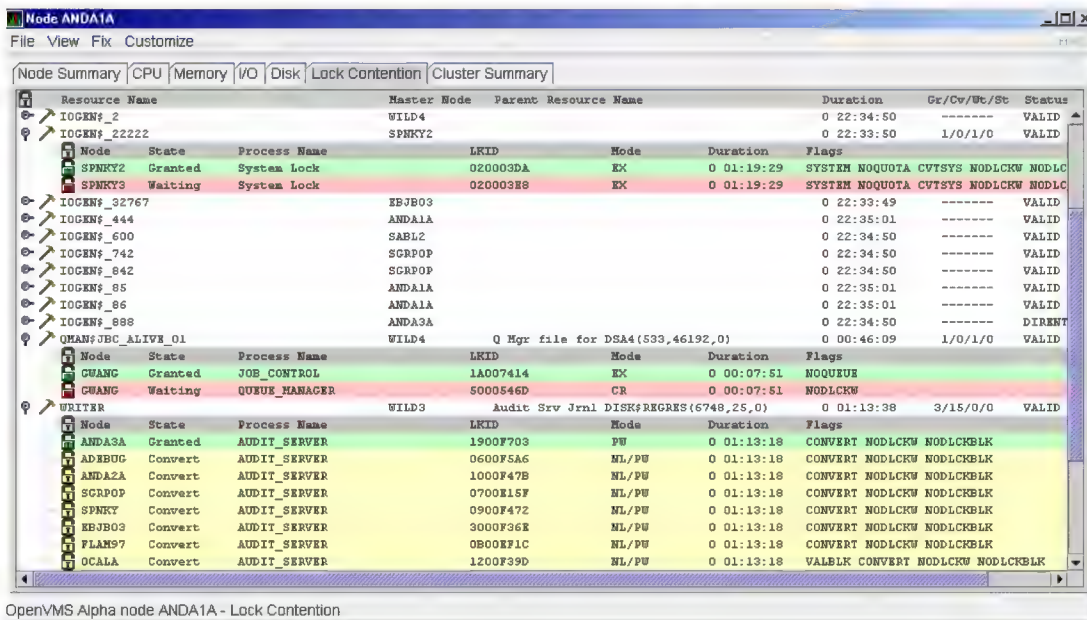 Node ANDA1A
File View Fix Customize
Node Summary CPU Memory I/O Disk Lock Contention Cluster Summary
Resource Name Master Node Parent Resource Name Duration Gr/Cv/Wt/St Status
IOGEN$_2 WILD4 0 22:34:50 ------- VALID
IOGEN$_22222 SPNKY2 0 22:33:50 1/0/1/0 VALID
Node State Process Name LKID Mode Duration Flags
SPNKY2 Granted System Lock 020003DA EX 0 01:19:29 SYSTEM NOQUOTA CVTSYS NODLCKW NODLC
SPNKY3 Waiting System Lock 020003E8 EX 0 01:19:29 SYSTEM NOQUOTA CVTSYS NODLCKW NODLC
IOGEN$_32767 EBJB03 0 22:33:49 ------- VALID
IOGEN$_444 ANDA1A 0 22:35:01 ------- VALID
IOGEN$_600 SABL2 0 22:34:50 ------- VALID
IOGEN$_742 SGRPOP 0 22:34:50 ------- VALID
IOGEN$_842 SGRPOP 0 22:34:50 ------- VALID
IOGEN$_85 ANDA1A 0 22:35:01 ------- VALID
IOGEN$_86 ANDA1A 0 22:35:01 ------- VALID
IOGEN$_888 ANDA3A 0 22:34:50 ------- DIRENT
QMAN$JBC_ALIVE_01 WILD4 Q Mgr file for DSA4(533,46192,0) 0 00:46:09 1/0/1/0 VALID
Node State Process Name LKID Mode Duration Flags
GWANG Granted JOB_CONTROL 1A007414 EX 0 00:07:51 NOQUEUE
GWANG Waiting QUEUE_MANAGER 5000546D CR 0 00:07:51 NODLCKW
WRITER WILD3 Audit Srv Jrnl DISK$REGRES(6748,25,0) 0 01:13:38 3/15/0/0 VALID
Node State Process Name LKID Mode Duration Flags
ANDA3A Granted AUDIT_SERVER 1900F703 PW 0 01:13:18 CONVERT NODLCKW NODLCKBLK
ADEBUG Convert AUDIT_SERVER 0600F5A6 NL/PW 0 01:13:18 CONVERT NODLCKW NODLCKBLK
ANDA2A Convert AUDIT_SERVER 1000F47B NL/PW 0 01:13:18 CONVERT NODLCKW NODLCKBLK
SGRPOP Convert AUDIT_SERVER 0700E15F NL/PW 0 01:13:18 CONVERT NODLCKW NODLCKBLK
SPNKY Convert AUDIT_SERVER 0900F472 NL/PW 0 01:13:18 CONVERT NODLCKW NODLCKBLK
EBJB03 Convert AUDIT_SERVER 3000F36E NL/PW 0 01:13:18 CONVERT NODLCKW NODLCKBLK
FLAM97 Convert AUDIT_SERVER 0B00EF1C NL/PW 0 01:13:18 CONVERT NODLCKW NODLCKBLK
OCALA Convert AUDIT_SERVER 1200F39D NL/PW 0 01:13:18 VALBLK CONVERT NODLCKW NODLCKBLK
OpenVMS Alpha node ANDA1A - Lock Contention